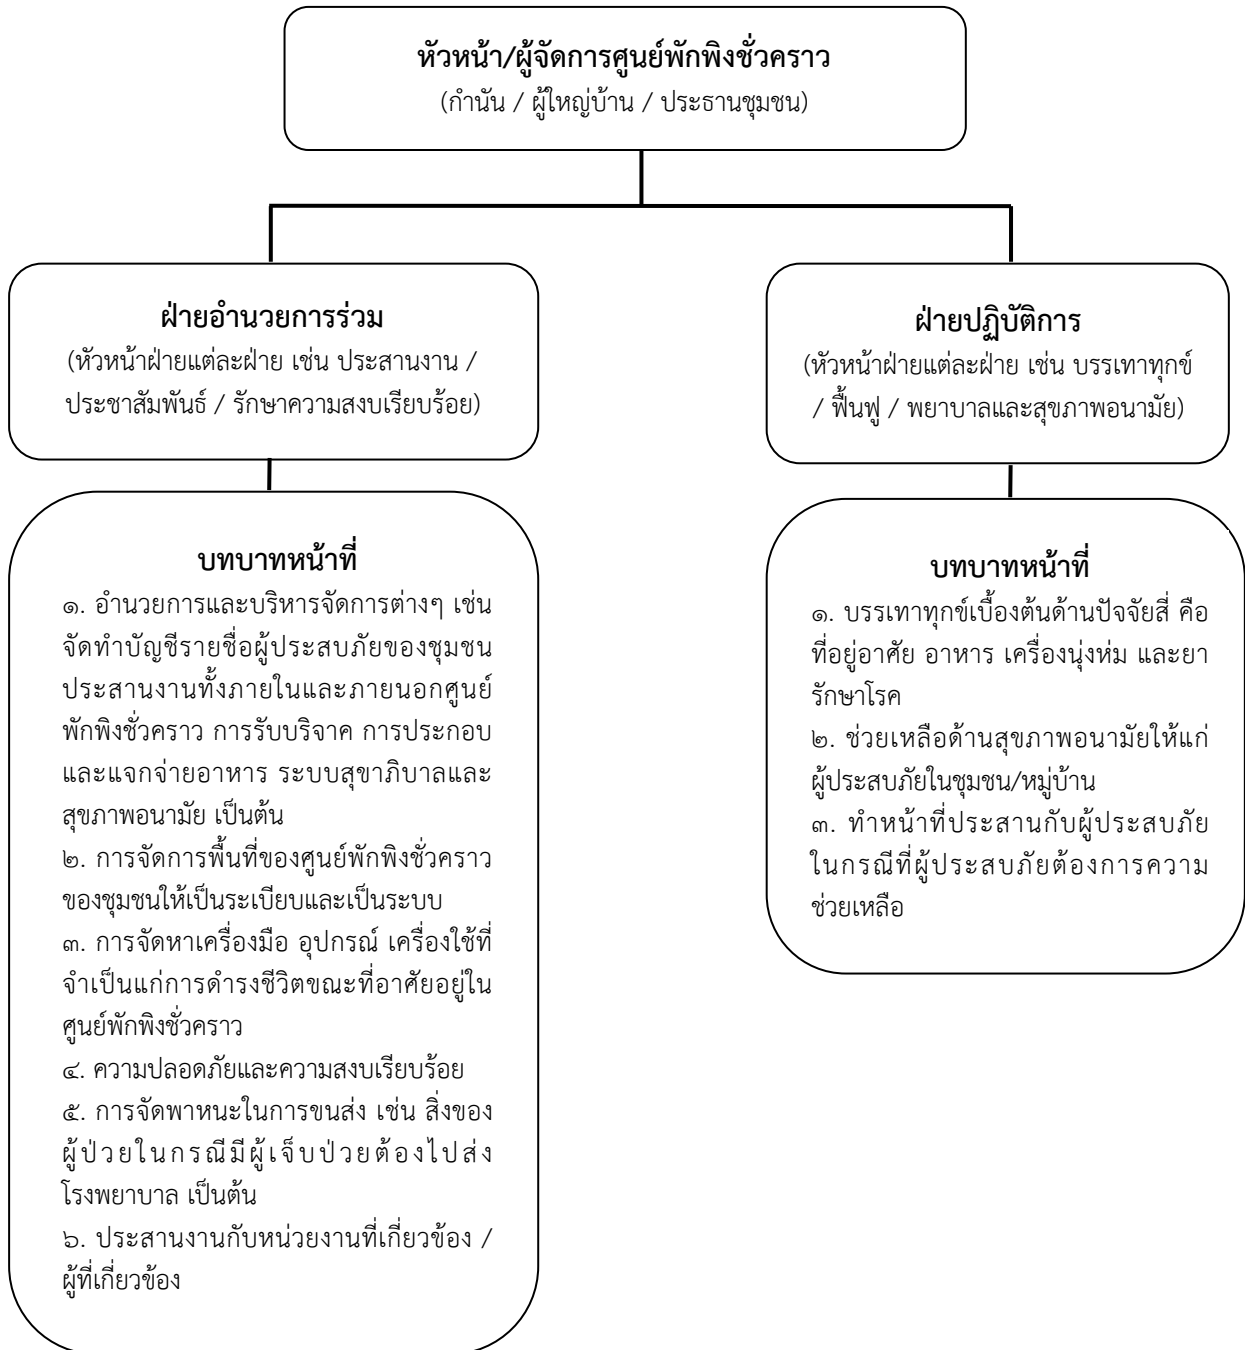 หัวหน้า/ผู้จัดการศูนย์พักพิงชั่วคราว
(กำนัน / ผู้ใหญ่บ้าน / ประธานชุมชน)
ฝ่ายอำนวยการร่วม
(หัวหน้าฝ่ายแต่ละฝ่าย เช่น ประสานงาน /
ประชาสัมพันธ์ / รักษาความสงบเรียบร้อย)
บทบาทหน้าที่
๑. อำนวยการและบริหารจัดการต่างๆ เช่น
จัดทำบัญชีรายชื่อผู้ประสบภัยของชุมชน
ประสานงานทั้งภายในและภายนอกศูนย์
พักพิงชั่วคราว การรับบริจาค การประกอบ
และแจกจ่ายอาหาร ระบบสุขาภิบาลและ
สุขภาพอนามัย เป็นต้น
๒. การจัดการพื้นที่ของศูนย์พักพิงชั่วคราว
ของชุมชนให้เป็นระเบียบและเป็นระบบ
๓. การจัดหาเครื่องมือ อุปกรณ์ เครื่องใช้ที่
จำเป็นแก่การดำรงชีวิตขณะที่อาศัยอยู่ใน
ศูนย์พักพิงชั่วคราว
๔. ความปลอดภัยและความสงบเรียบร้อย
๕. การจัดพาหนะในการขนส่ง เช่น สิ่งของ
ผู้ป่วยในกรณีมีผู้เจ็บป่วยต้องไปส่ง
โรงพยาบาล เป็นต้น
๖. ประสานงานกับหน่วยงานที่เกี่ยวข้อง /
ผู้ที่เกี่ยวข้อง
ฝ่ายปฏิบัติการ
(หัวหน้าฝ่ายแต่ละฝ่าย เช่น บรรเทาทุกข์
/ ฟื้นฟู / พยาบาลและสุขภาพอนามัย)
บทบาทหน้าที่
๑. บรรเทาทุกข์เบื้องต้นด้านปัจจัยสี่ คือ
ที่อยู่อาศัย อาหาร เครื่องนุ่งห่ม และยา
รักษาโรค
๒. ช่วยเหลือด้านสุขภาพอนามัยให้แก่
ผู้ประสบภัยในชุมชน/หมู่บ้าน
๓. ทำหน้าที่ประสานกับผู้ประสบภัย
ในกรณีที่ผู้ประสบภัยต้องการความ
ช่วยเหลือ